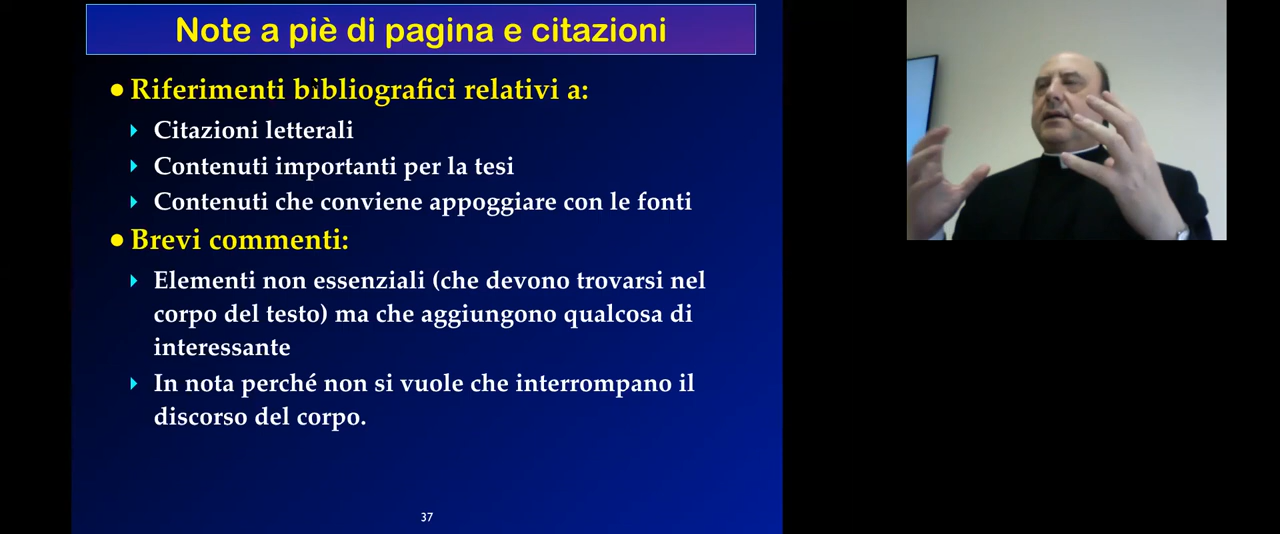 Note a piè di pagina e citazioni
Riferimenti bibliografici relativi a:
Citazioni letterali
Contenuti importanti per la tesi
Contenuti che conviene appoggiare con le fonti
Brevi commenti:
Elementi non essenziali (che devono trovarsi nel
corpo del testo) ma che aggiungono qualcosa di
interessante
In nota perché non si vuole che interrompano il
discorso del corpo.
37